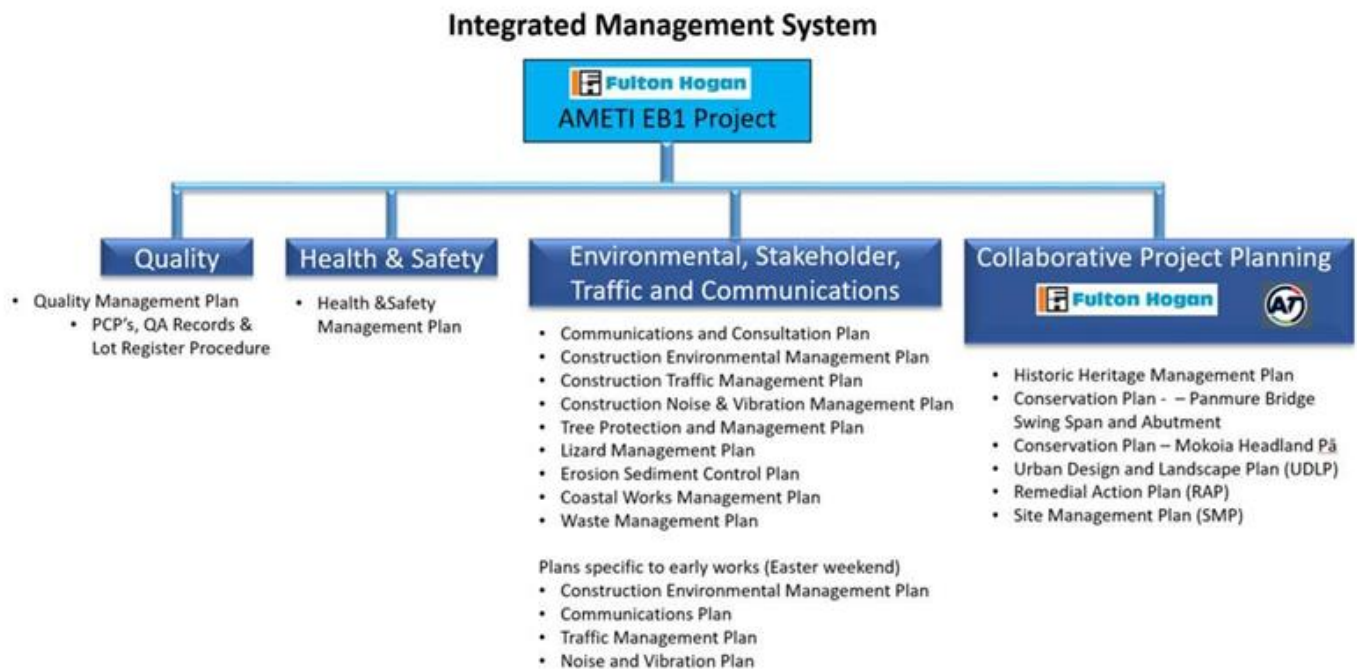 Integrated Management System
Fulton Hogan
AMETI EB1 Project
Quality
• Quality Management Plan
• PCP's, QA Records &
Lot Register Procedure
Health & Safety
• Health &Safety
Management Plan
Environmental, Stakeholder,
Traffic and Communications
• Communications and Consultation Plan
• Construction Environmental Management Plan
• Construction Traffic Management Plan
• Construction Noise & Vibration Management Plan
• Tree Protection and Management Plan
• Lizard Management Plan
• Erosion Sediment Control Plan
• Coastal Works Management Plan
• Waste Management Plan
Plans specific to early works (Easter weekend)
• Construction Environmental Management Plan
• Communications Plan
• Traffic Management Plan
• Noise and Vibration Plan
Collaborative Project Planning
Fulton Hogan
AT
• Historic Heritage Management Plan
• Conservation Plan - – Panmure Bridge
Swing Span and Abutment
• Conservation Plan – Mokoia Headland Pā
• Urban Design and Landscape Plan (UDLP)
• Remedial Action Plan (RAP)
• Site Management Plan (SMP)